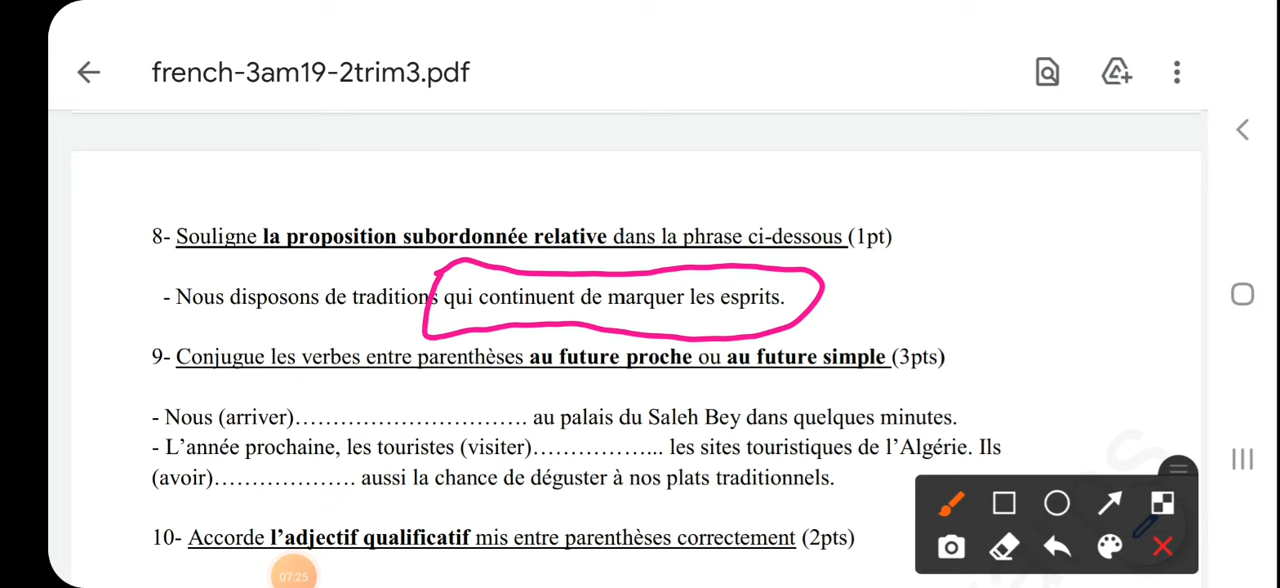 french-3am19-2trim3.pdf
8- Souligne la proposition subordonnée relative dans la phrase ci-dessous (1pt)
- Nous disposons de traditions qui continuent de marquer les esprits.
9- Conjugue les verbes entre parenthèses au future proche ou au future simple (3pts)
- Nous (arriver)…………………………. au palais du Saleh Bey dans quelques minutes.
- L’année prochaine, les touristes (visiter)……………... les sites touristiques de l’Algérie. Ils
(avoir)………………. aussi la chance de déguster à nos plats traditionnels.
10- Accorde l’adjectif qualificatif mis entre parenthèses correctement (2pts)
07:25